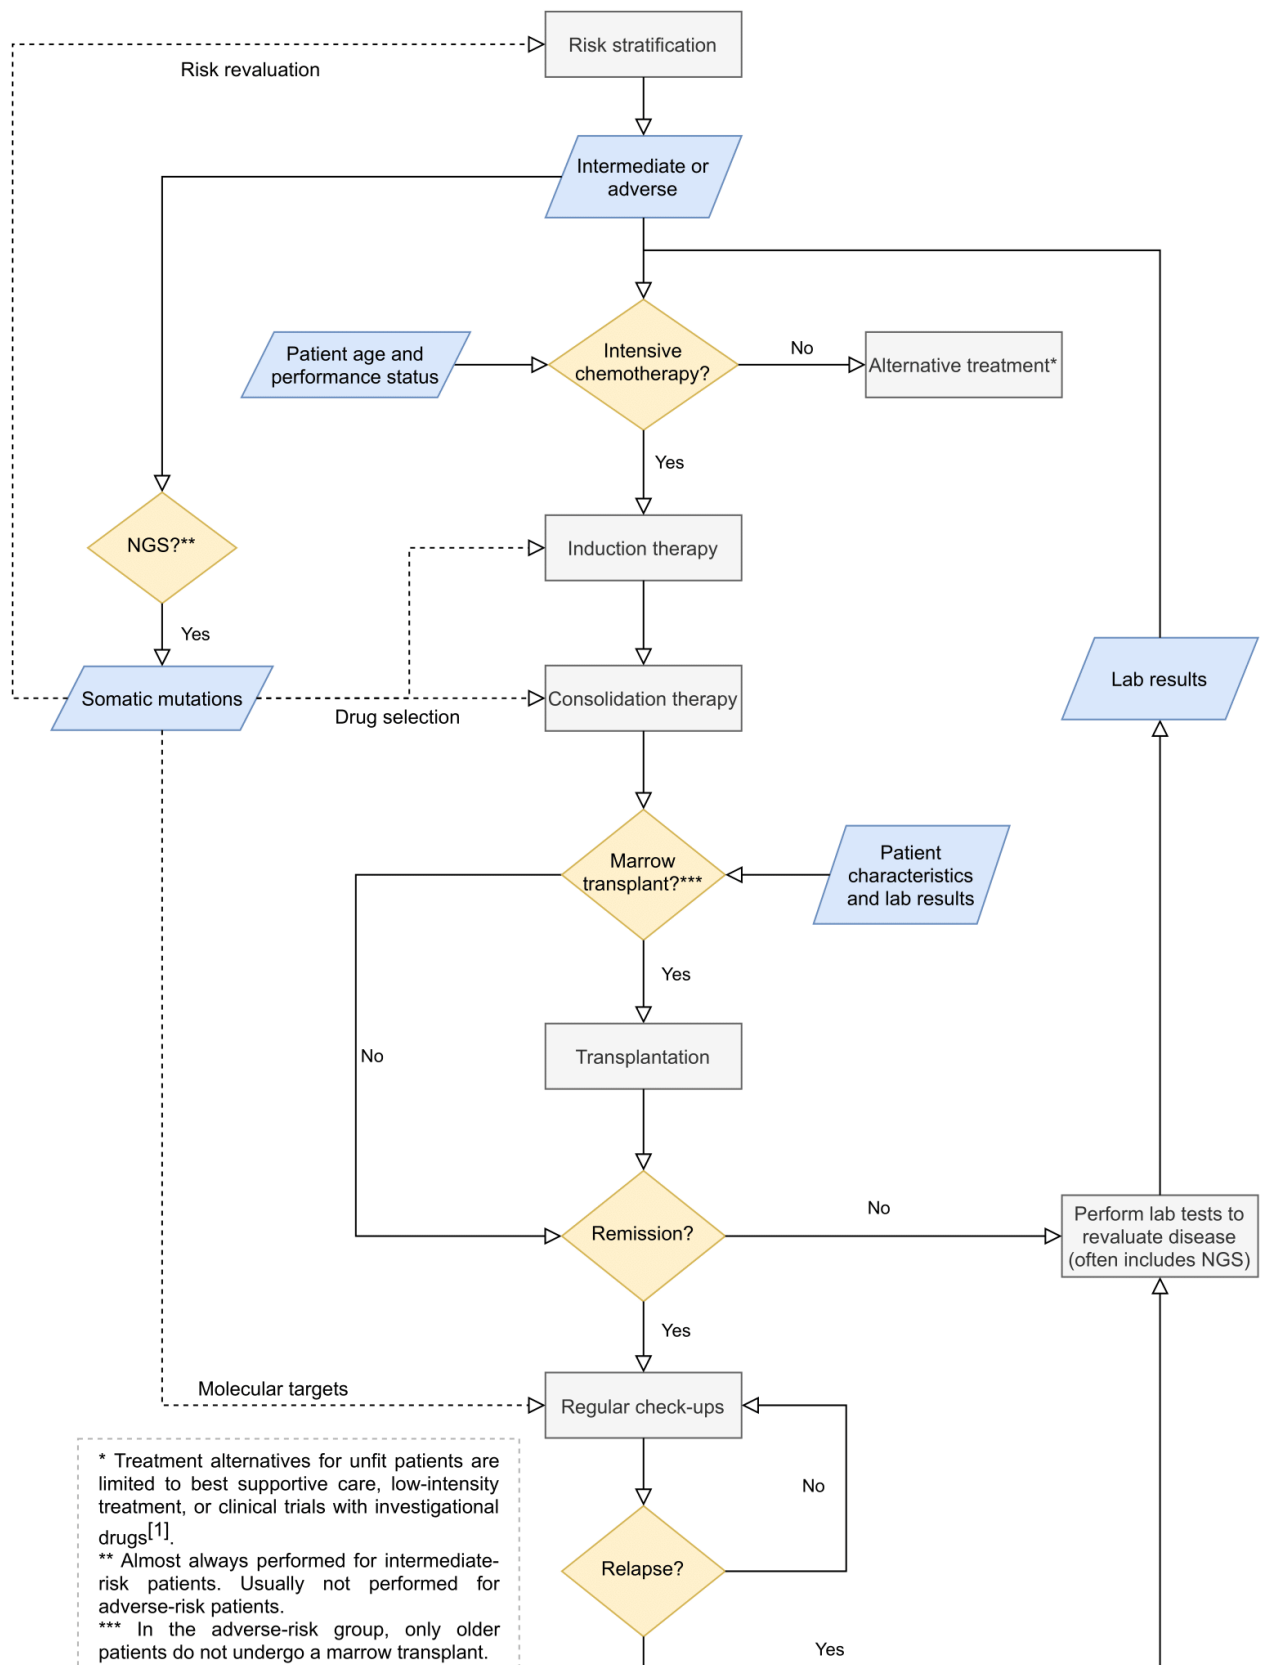 Risk stratification
Risk revaluation
Intermediate or
adverse
Patient age and
performance status
Intensive
chemotherapy?
No
Alternative treatment*
Yes
NGS?**
Induction therapy
Yes
Somatic mutations
Drug selection
Consolidation therapy
Lab results
Marrow
transplant?***
Patient
characteristics
and lab results
Yes
No
Transplantation
Remission?
No
Perform lab tests to
revaluate disease
(often includes NGS)
Yes
Molecular targets
Regular check-ups
No
Relapse?
Yes
* Treatment alternatives for unfit patients are
limited to best supportive care, low-intensity
treatment, or clinical trials with investigational
drugs[1].
** Almost always performed for intermediate-
risk patients. Usually not performed for
adverse-risk patients.
*** In the adverse-risk group, only older
patients do not undergo a marrow transplant.